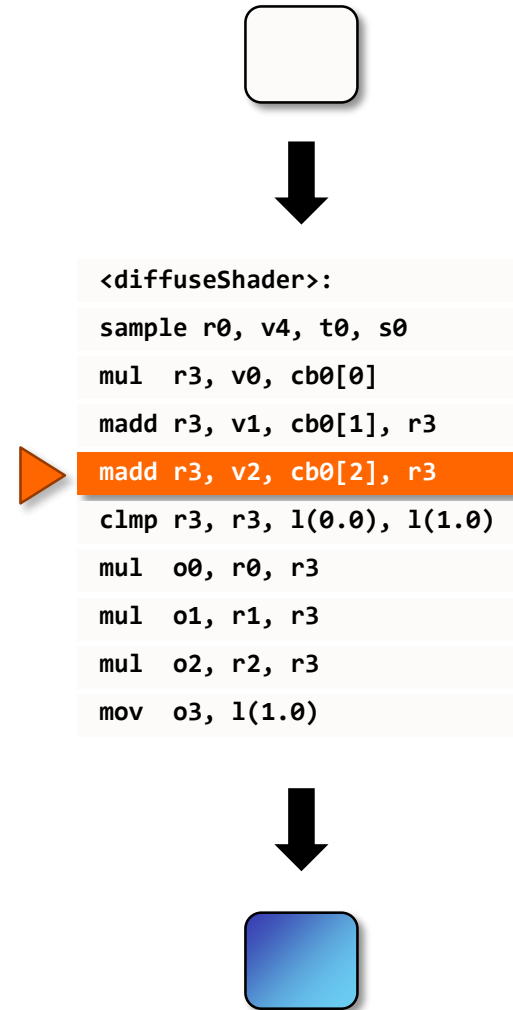 <diffuseShader>:
sample r0, v4, t0, s0
mul  r3, v0, cb0[0]
madd r3, v1, cb0[1], r3
madd r3, v2, cb0[2], r3
clmp r3, r3, l(0.0), l(1.0)
mul  o0, r0, r3
mul  o1, r1, r3
mul  o2, r2, r3
mov  o3, l(1.0)